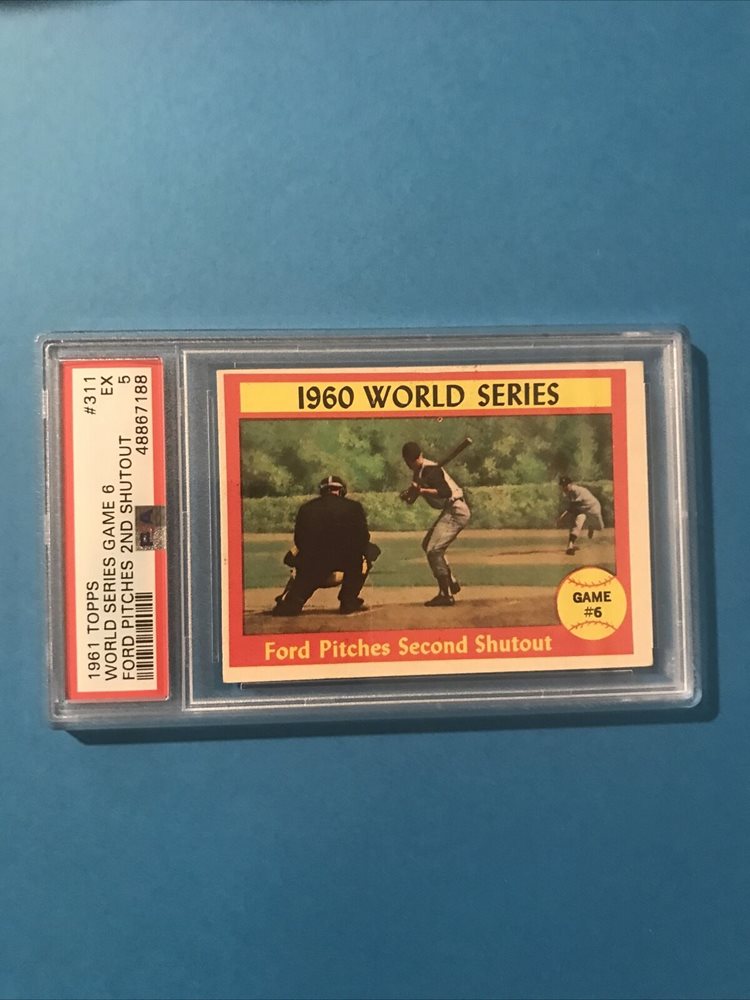 1961 TOPPS #311
WORLD SERIES GAME 6 EX
FORD PITCHES 2ND SHUTOUT 5
48867188
PSA
1960 WORLD SERIES
GAME
#6
Ford Pitches Second Shutout